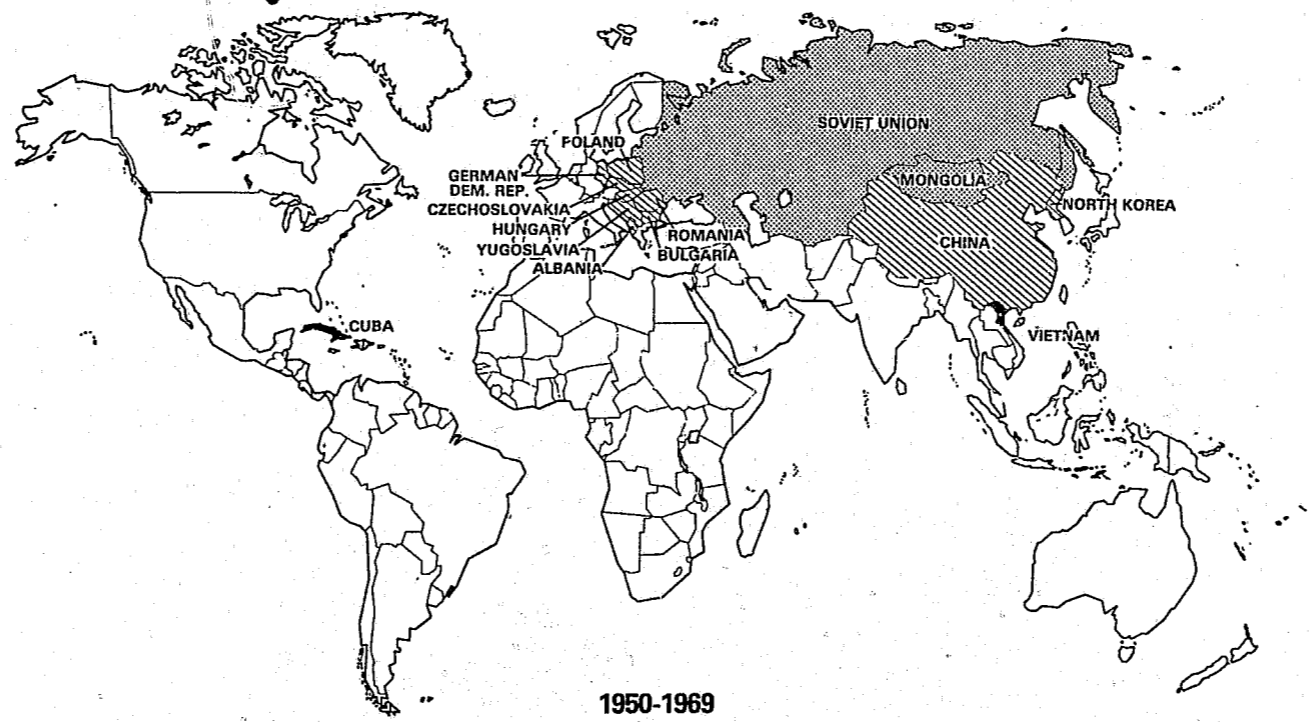 POLAND
SOVIET UNION
GERMAN
DEM. REP.
MONGOLIA
CZECHOSLOVAKIA
NORTH KOREA
HUNGARY
ROMANIA
CHINA
YUGOSLAVIA
BULGARIA
ALBANIA
CUBA
VIETNAM
1950-1969